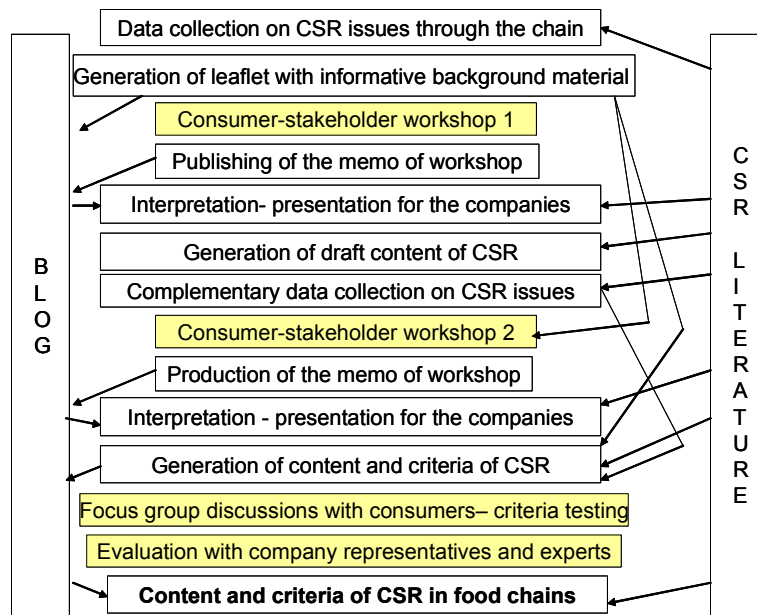 Data collection on CSR issues through the chain
Generation of leaflet with informative background material
Consumer-stakeholder workshop 1
Publishing of the memo of workshop
Interpretation- presentation for the companies
Generation of draft content of CSR
Complementary data collection on CSR issues
Consumer-stakeholder workshop 2
Production of the memo of workshop
Interpretation - presentation for the companies
Generation of content and criteria of CSR
Focus group discussions with consumers– criteria testing
Evaluation with company representatives and experts
Content and criteria of CSR in food chains
BLOG
CSR LITERATURE